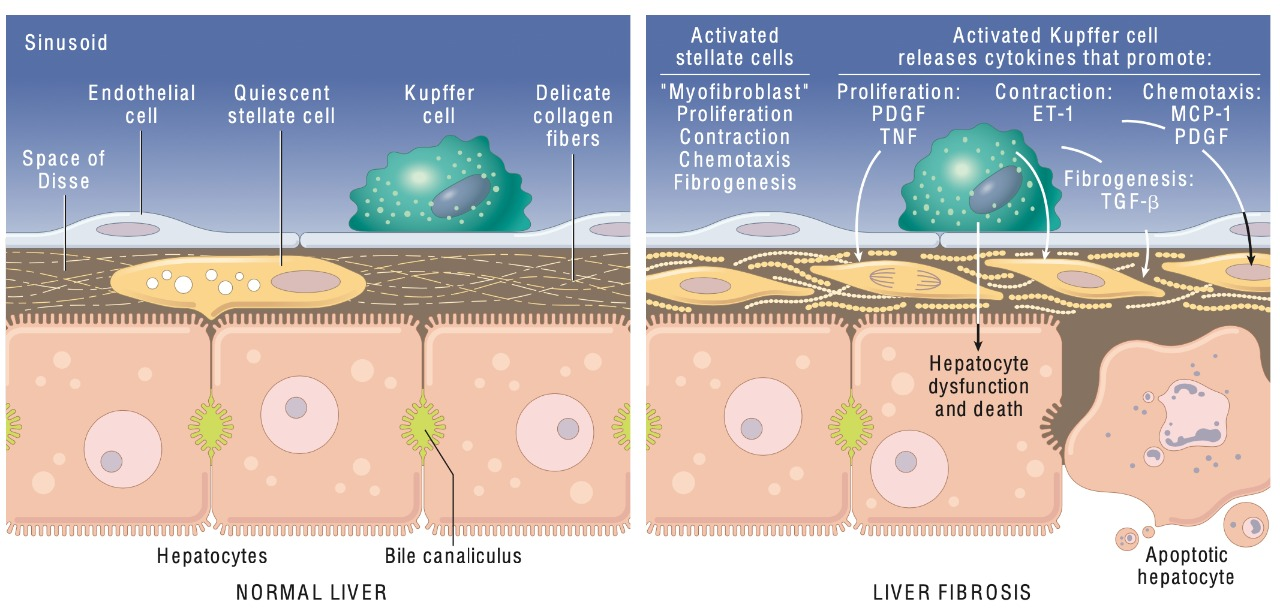 Sinusoid
Endothelial
cell
Quiescent
stellate cell
Kupffer
cell
Delicate
collagen
fibers
Space of
Disse
Hepatocytes
Bile canaliculus
NORMAL LIVER
Activated
stellate cells
"Myofibroblast"
Proliferation
Contraction
Chemotaxis
Fibrogenesis
Activated Kupffer cell
releases cytokines that promote:
Proliferation:
PDGF
TNF
Contraction:
ET-1
Chemotaxis:
MCP-1
PDGF
Fibrogenesis:
TGF-β
Hepatocyte
dysfunction
and death
Apoptotic
hepatocyte
LIVER FIBROSIS